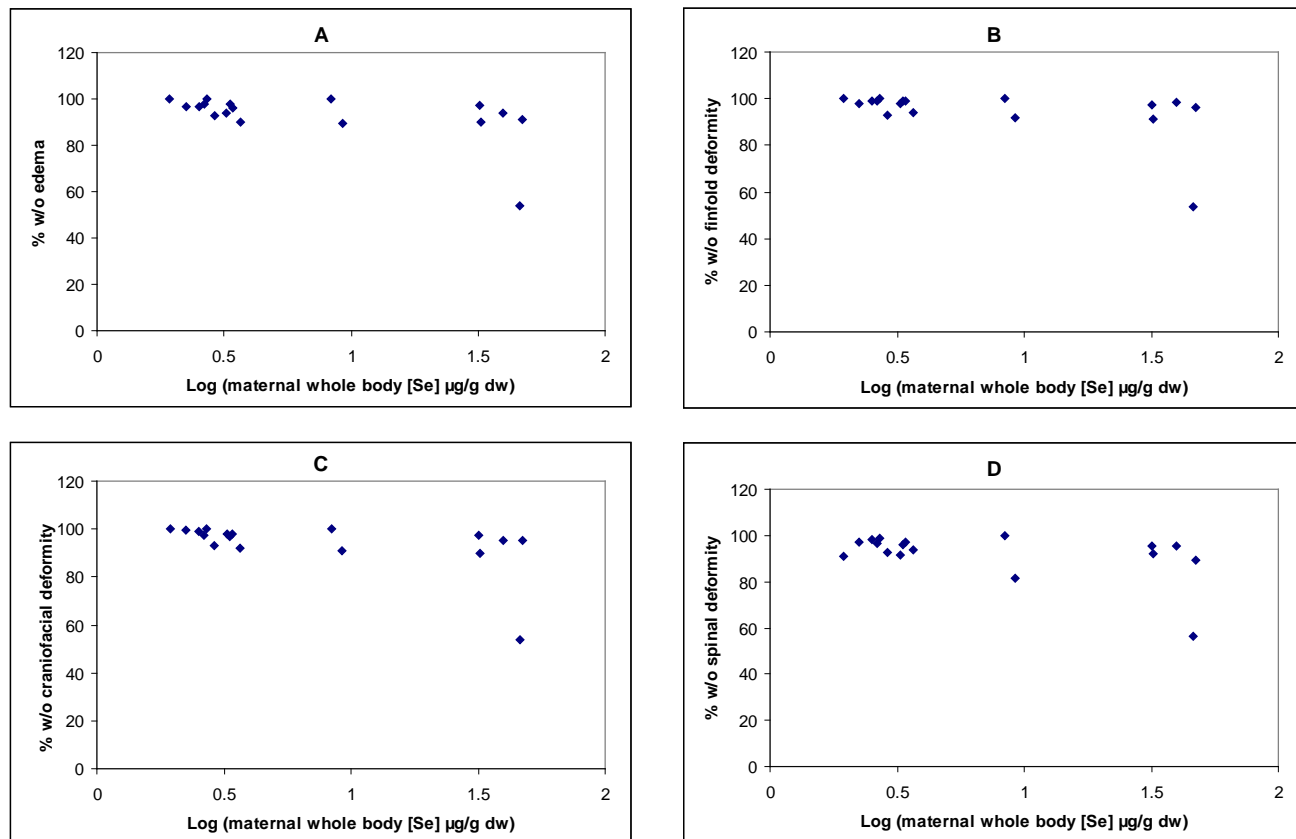 A
120
100
80
60
40
20
0
% w/o edema
0 0.5 1 1.5 2
Log (maternal whole body [Se] µg/g dw)
B
120
100
80
60
40
20
0
% w/o finfold deformity
0 0.5 1 1.5 2
Log (maternal whole body [Se] µg/g dw)
C
120
100
80
60
40
20
0
% w/o craniofacial deformity
0 0.5 1 1.5 2
Log (maternal whole body [Se] µg/g dw)
D
120
100
80
60
40
20
0
% w/o spinal deformity
0 0.5 1 1.5 2
Log (maternal whole body [Se] µg/g dw)